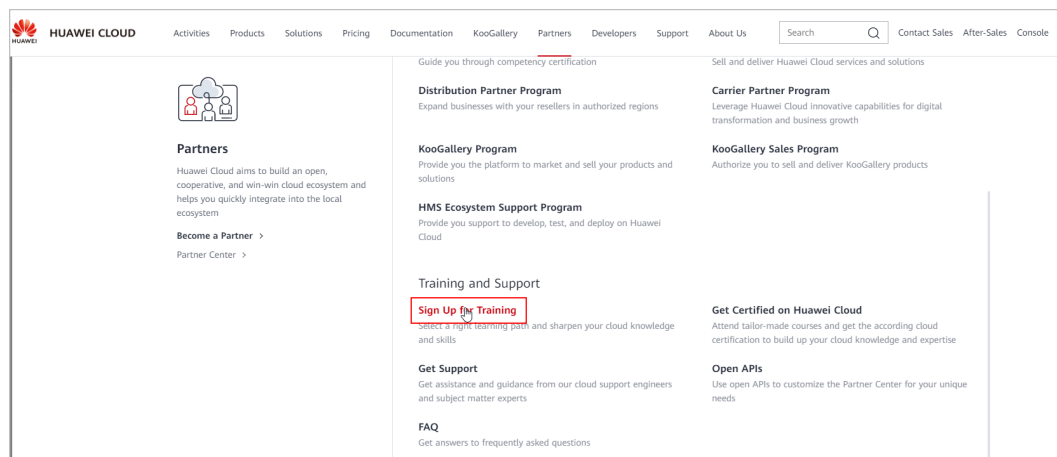 HUAWEI
HUAWEI CLOUD
Activities Products Solutions Pricing Documentation KooGallery Partners Developers Support About Us Search Contact Sales After-Sales Console
Partners
Huawei Cloud aims to build an open,
cooperative, and win-win cloud ecosystem and
helps you quickly integrate into the local
ecosystem
Become a Partner >
Partner Center >
Guide you through competency certification
Sell and deliver Huawei Cloud services and solutions
Distribution Partner Program
Expand businesses with your resellers in authorized regions
Carrier Partner Program
Leverage Huawei Cloud innovative capabilities for digital
transformation and business growth
KooGallery Program
Provide you the platform to market and sell your products and
solutions
KooGallery Sales Program
Authorize you to sell and deliver KooGallery products
HMS Ecosystem Support Program
Provide you support to develop, test, and deploy on Huawei
Cloud
Training and Support
Sign Up for Training
Select a right learning path and sharpen your cloud knowledge
and skills
Get Certified on Huawei Cloud
Attend tailor-made courses and get the according cloud
certification to build up your cloud knowledge and expertise
Get Support
Get assistance and guidance from our cloud support engineers
and subject matter experts
Open APIs
Use open APIs to customize the Partner Center for your unique
needs
FAQ
Get answers to frequently asked questions